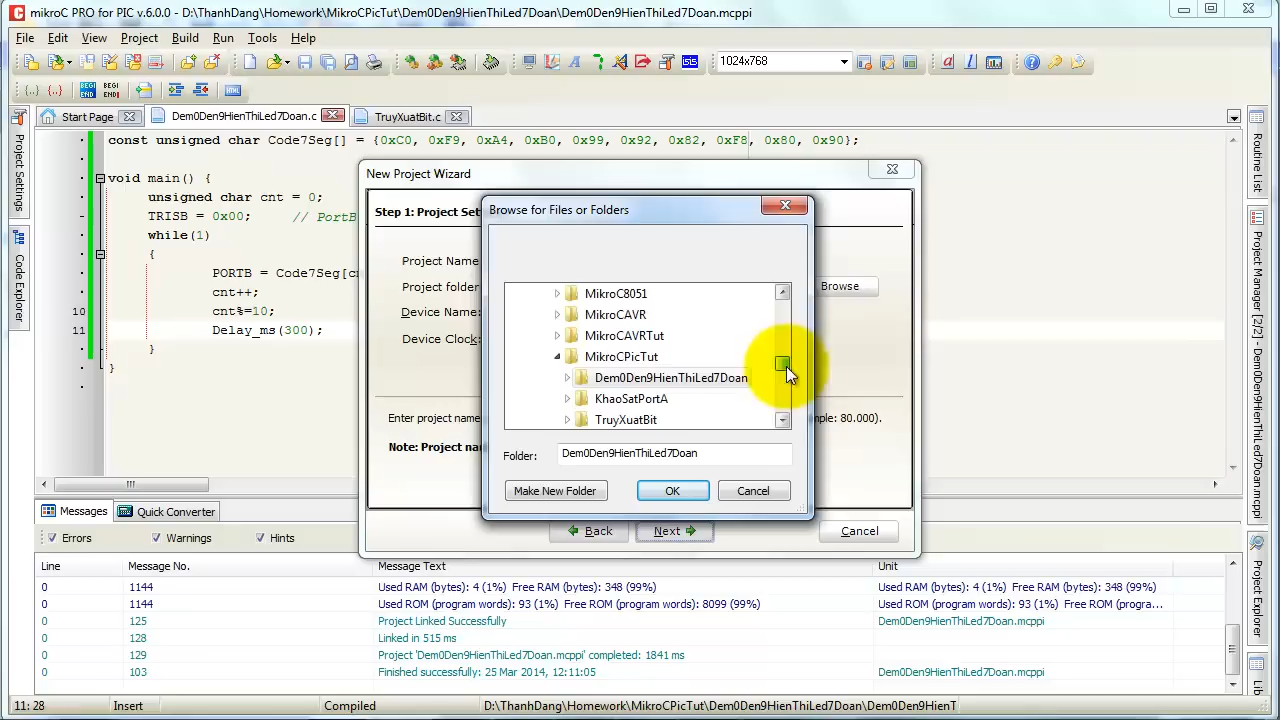 mikroC PRO for PIC v.6.0.0 - D:\ThanhDang\Homework\MikroCPicTut\Dem0Den9HienThiLed7Doan\Dem0Den9HienThiLed7Doan.mcppi
File Edit View Project Build Run Tools Help
1024x768
Start Page Dem0Den9HienThiLed7Doan.c TruyXuatBit.c
const unsigned char Code7Seg[] = {0xC0, 0xF9, 0xA4, 0xB0, 0x99, 0x92, 0x82, 0xF8, 0x80, 0x90};
void main() {
unsigned char cnt = 0;
TRISB = 0x00; // PortB
while(1)
{
PORTB = Code7Seg[cn
cnt++;
10 cnt%=10;
11 Delay_ms(300);
}
}
Project Settings
Code Explorer
Routine List
Project Manager [2/2] - D:\ThanhDang\Homework\MikroCPicTut\Dem0Den9HienThiLed7Doan.mcppi
Project Explorer
Lib
New Project Wizard
Step 1: Project Set
Project Name
Project folder Browse
Device Name:
Device Clock:
Enter project name mple: 80.000).
Note: Project na
Back Next Cancel
Browse for Files or Folders
MikroC8051
MikroCAVR
MikroCAVRTut
MikroCPicTut
Dem0Den9HienThiLed7Doan
KhaoSatPortA
TruyXuatBit
Folder: Dem0Den9HienThiLed7Doan
Make New Folder OK Cancel
Messages Quick Converter
Errors Warnings Hints
Line Message No. Message Text Unit
0 1144 Used RAM (bytes): 4 (1%) Free RAM (bytes): 348 (99%) Used RAM (bytes): 4 (1%) Free RAM (bytes): 348 (99%)
0 1144 Used ROM (program words): 93 (1%) Free ROM (program words): 8099 (99%) Used ROM (program words): 93 (1%) Free ROM (progra...
0 125 Project Linked Successfully Dem0Den9HienThiLed7Doan.mcppi
0 128 Linked in 515 ms
0 129 Project 'Dem0Den9HienThiLed7Doan.mcppi' completed: 1841 ms
0 103 Finished successfully: 25 Mar 2014, 12:11:05 Dem0Den9HienThiLed7Doan.mcppi
11: 28 Insert Compiled D:\ThanhDang\Homework\MikroCPicTut\Dem0Den9HienThiLed7Doan\Dem0Den9HienT